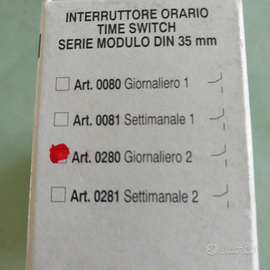 INTERRUTTORE ORARIO
TIME SWITCH
SERIE MODULO DIN 35 mm
Art. 0080 Giornaliero 1
Art. 0081 Settimanale 1
Art. 0280 Giornaliero 2
Art. 0281 Settimanale 2